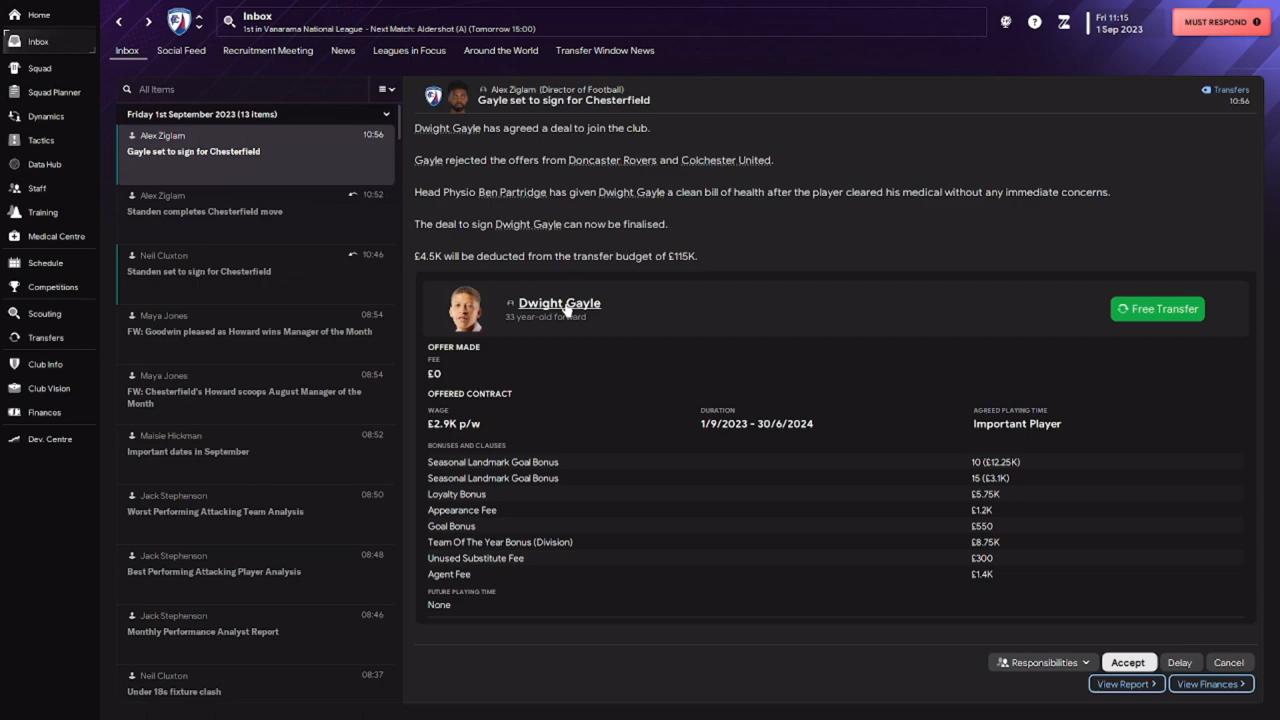 Home
Inbox
Squad
Squad Planner
Dynamics
Tactics
Data Hub
Staff
Training
Medical Centre
Schedule
Competitions
Scouting
Transfers
Club Info
Club Vision
Finances
Dev. Centre
Inbox
1st in Vanarama National League - Next Match: Aldershot (A) (Tomorrow 15:00)
Fri 11:15
1 Sep 2023
MUST RESPOND
Inbox Social Feed Recruitment Meeting News Leagues in Focus Around the World Transfer Window News
All Items
Friday 1st September 2023 (13 items)
Alex Ziglam 10:56
Gayle set to sign for Chesterfield
Alex Ziglam 10:52
Standen completes Chesterfield move
Neil Cluxton 10:46
Standen set to sign for Chesterfield
Maya Jones 08:54
FW: Goodwin pleased as Howard wins Manager of the Month
Maya Jones 08:54
FW: Chesterfield's Howard scoops August Manager of the
Month
Maisie Hickman 08:52
Important dates in September
Jack Stephenson 08:50
Worst Performing Attacking Team Analysis
Jack Stephenson 08:48
Best Performing Attacking Player Analysis
Jack Stephenson 08:46
Monthly Performance Analyst Report
Neil Cluxton 08:37
Under 18s fixture clash
Alex Ziglam (Director of Football)
Gayle set to sign for Chesterfield
Transfers
10:56
Dwight Gayle has agreed a deal to join the club.
Gayle rejected the offers from Doncaster Rovers and Colchester United.
Head Physio Ben Partridge has given Dwight Gayle a clean bill of health after the player cleared his medical without any immediate concerns.
The deal to sign Dwight Gayle can now be finalised.
£4.5K will be deducted from the transfer budget of £115K.
Dwight Gayle
33 year-old forward
Free Transfer
OFFER MADE
FEE
£0
OFFERED CONTRACT
WAGE DURATION AGREED PLAYING TIME
£2.9K p/w 1/9/2023 - 30/6/2024 Important Player
BONUSES AND CLAUSES
Seasonal Landmark Goal Bonus 10 (£12.25K)
Seasonal Landmark Goal Bonus 15 (£3.1K)
Loyalty Bonus £5.75K
Appearance Fee £1.2K
Goal Bonus £550
Team Of The Year Bonus (Division) £8.75K
Unused Substitute Fee £300
Agent Fee £1.4K
FUTURE PLAYING TIME
None
Responsibilities Accept Delay Cancel
View Report View Finances